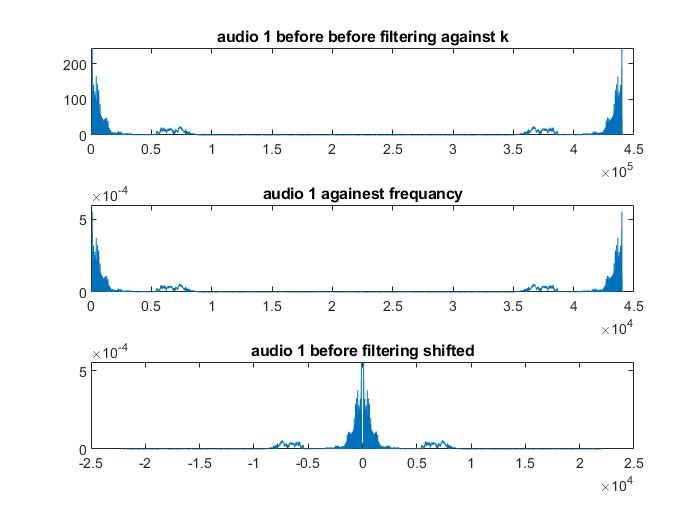 audio 1 before before filtering against k
200
100
0
0 0.5 1 1.5 2 2.5 3 3.5 4 4.5
×10^5
×10^-4
audio 1 againest frequancy
5
0
0 0.5 1 1.5 2 2.5 3 3.5 4 4.5
×10^4
×10^-4
audio 1 before filtering shifted
5
0
-2.5 -2 -1.5 -1 -0.5 0 0.5 1 1.5 2 2.5
×10^4